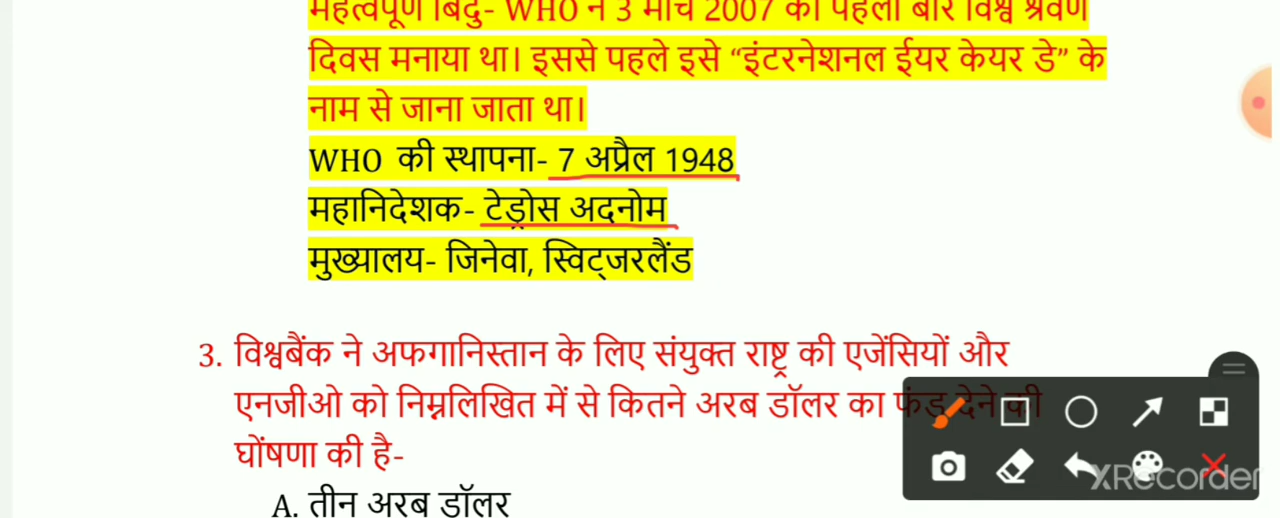 महत्वपूर्ण बिंदु- WHO ने 3 मार्च 2007 को पहली बार विश्व श्रवण
दिवस मनाया था। इससे पहले इसे “इंटरनेशनल ईयर केयर डे” के
नाम से जाना जाता था।
WHO की स्थापना- 7 अप्रैल 1948
महानिदेशक- टेड्रोस अदनोम
मुख्यालय- जिनेवा, स्विट्जरलैंड
3. विश्वबैंक ने अफगानिस्तान के लिए संयुक्त राष्ट्र की एजेंसियों और
एनजीओ को निम्नलिखित में से कितने अरब डॉलर का फंड देने की
घोंषणा की है-
XRecorder
A. तीन अरब डॉलर